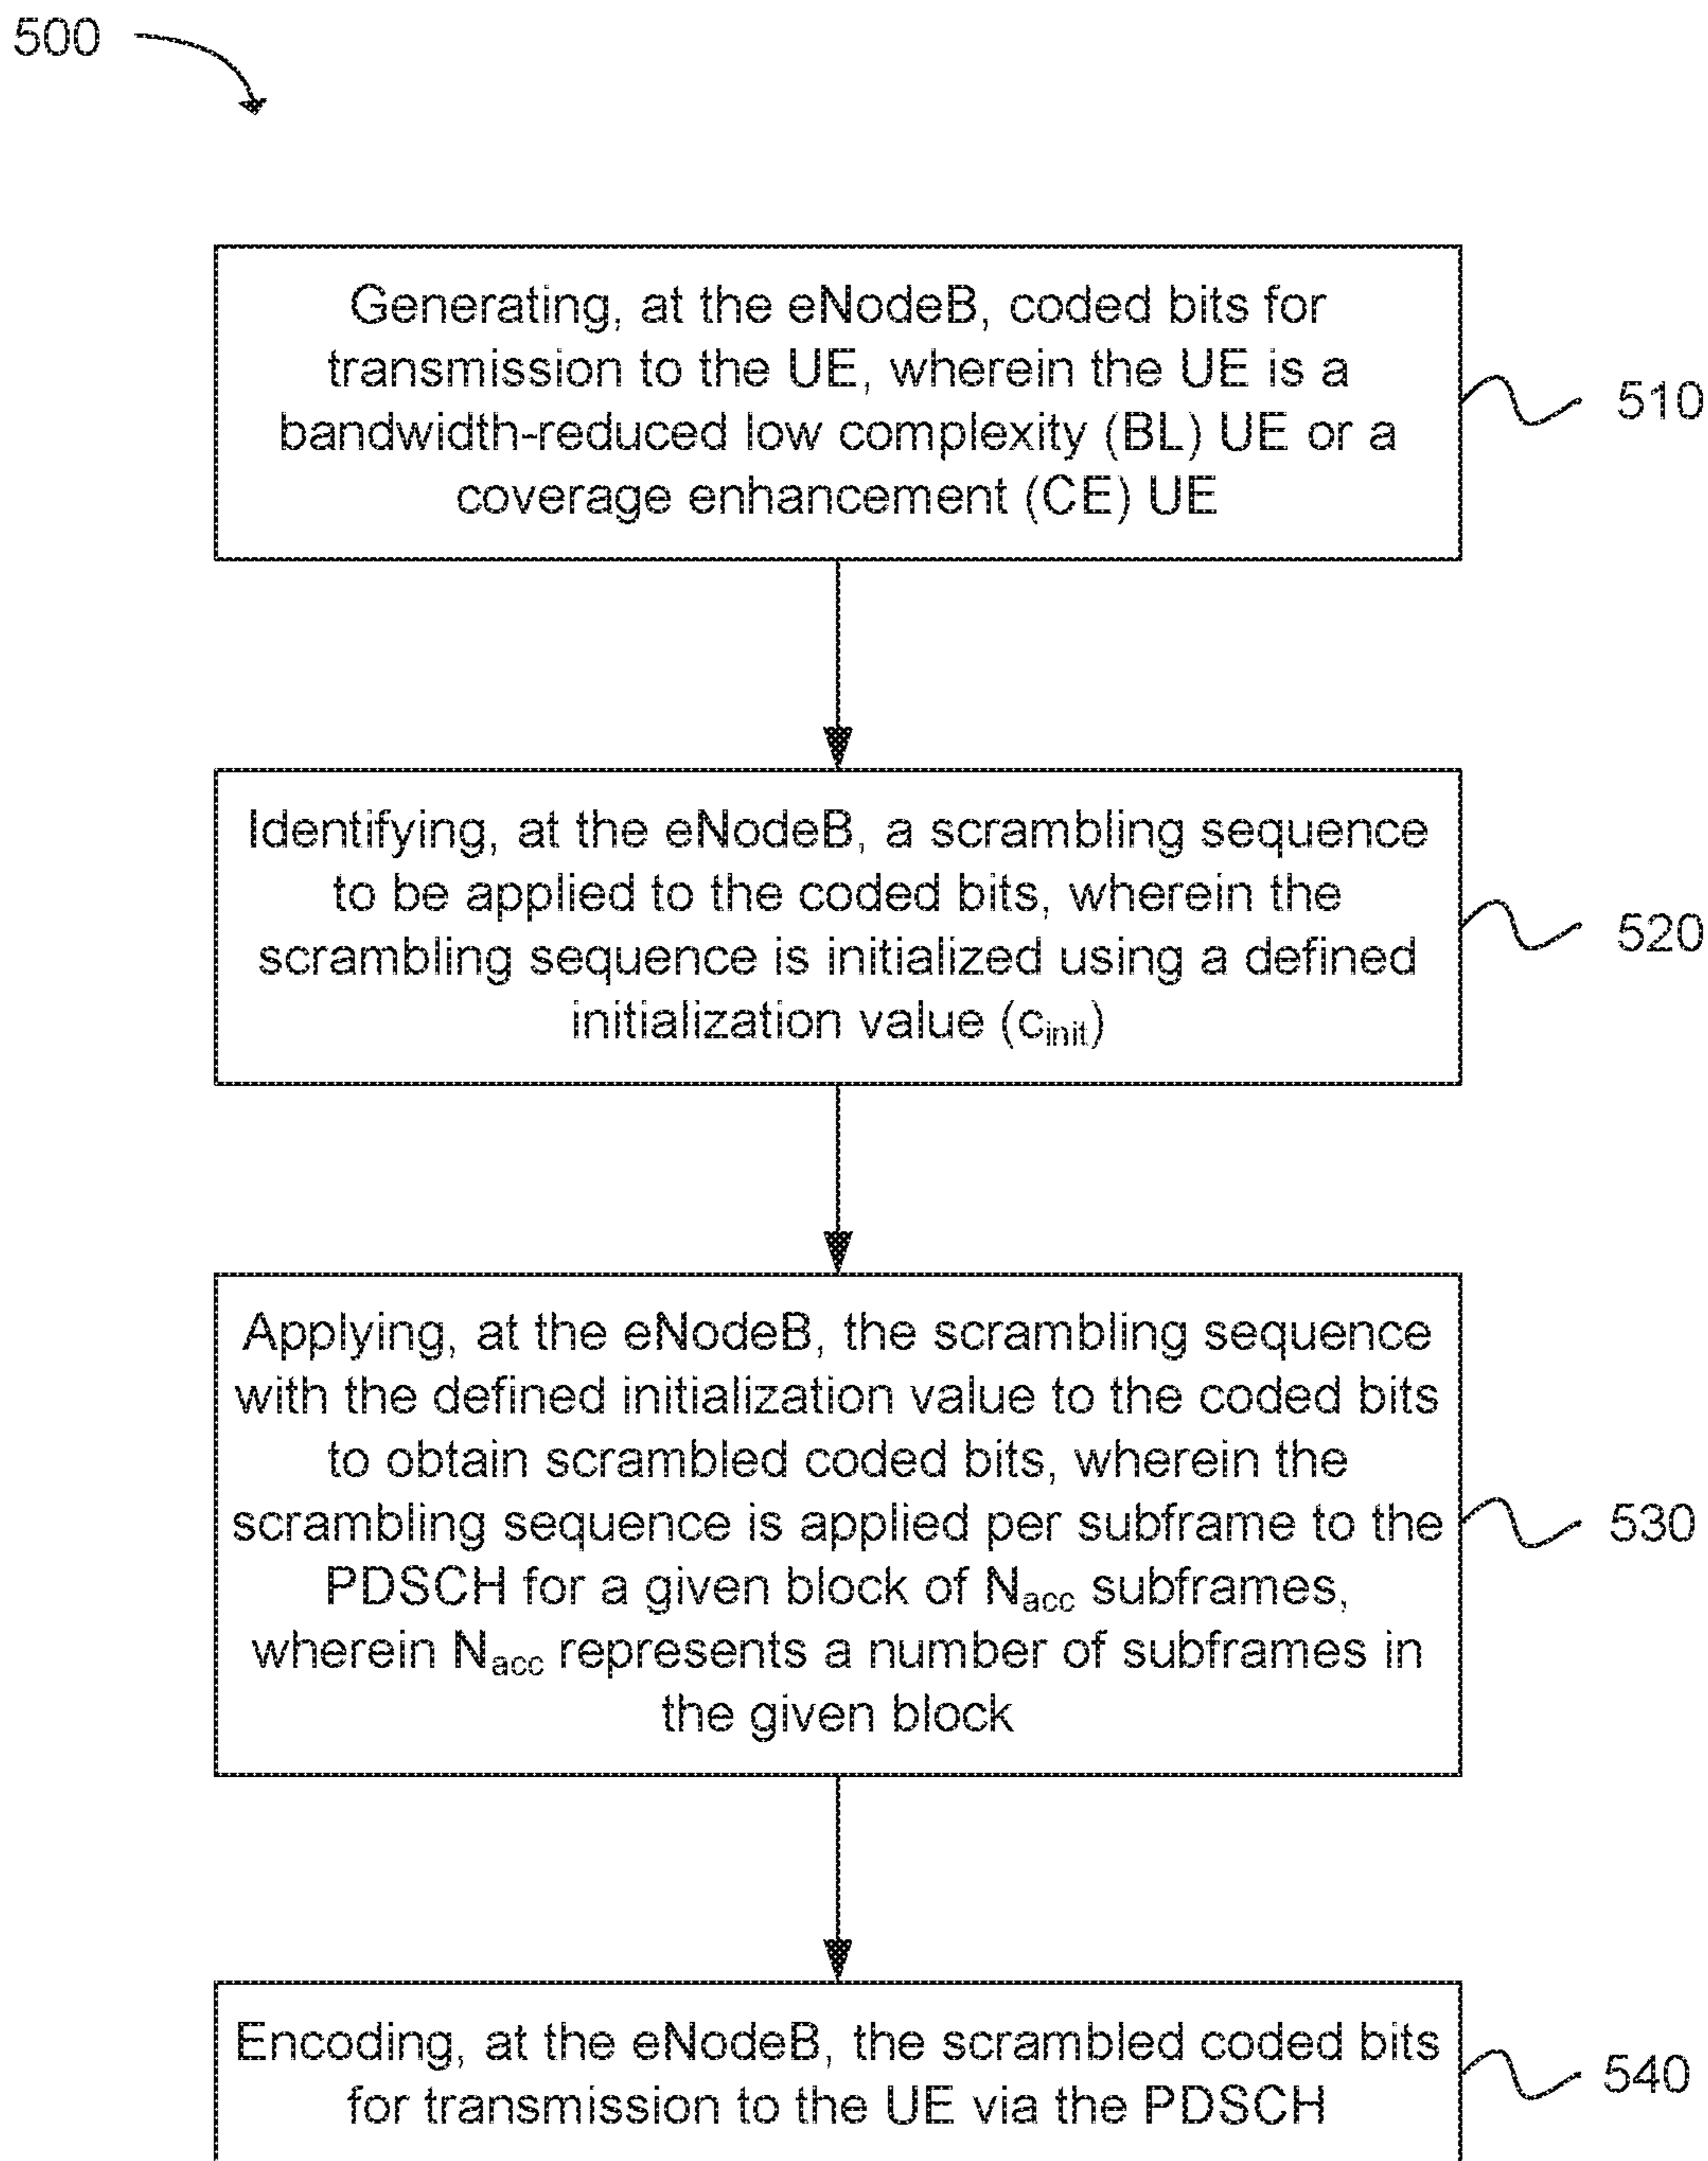 500
Generating, at the eNodeB, coded bits for
transmission to the UE, wherein the UE is a
bandwidth-reduced low complexity (BL) UE or a
coverage enhancement (CE) UE
510
Identifying, at the eNodeB, a scrambling sequence
to be applied to the coded bits, wherein the
scrambling sequence is initialized using a defined
initialization value (c_init)
520
Applying, at the eNodeB, the scrambling sequence
with the defined initialization value to the coded bits
to obtain scrambled coded bits, wherein the
scrambling sequence is applied per subframe to the
PDSCH for a given block of N_acc subframes,
wherein N_acc represents a number of subframes in
the given block
530
Encoding, at the eNodeB, the scrambled coded bits
for transmission to the UE via the PDSCH
540